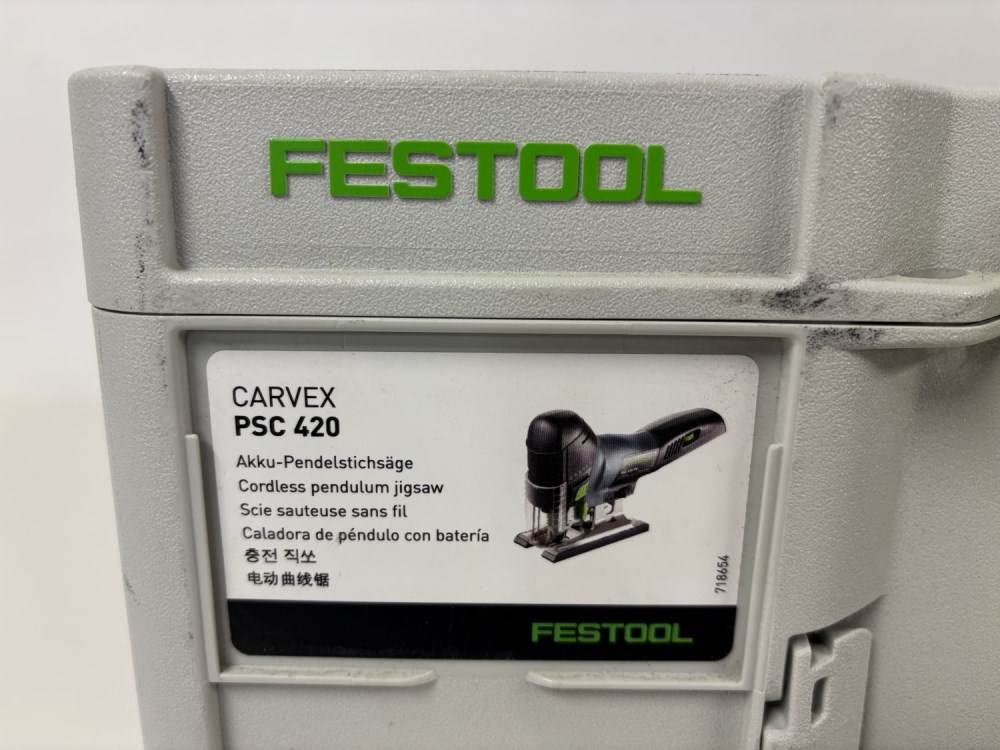 FESTOOL
CARVEX
PSC 420
Akku-Pendelstichsäge
Cordless pendulum jigsaw
Scie sauteuse sans fil
Caladora de péndulo con batería
충전 직쏘
电动曲线锯
718654
FESTOOL